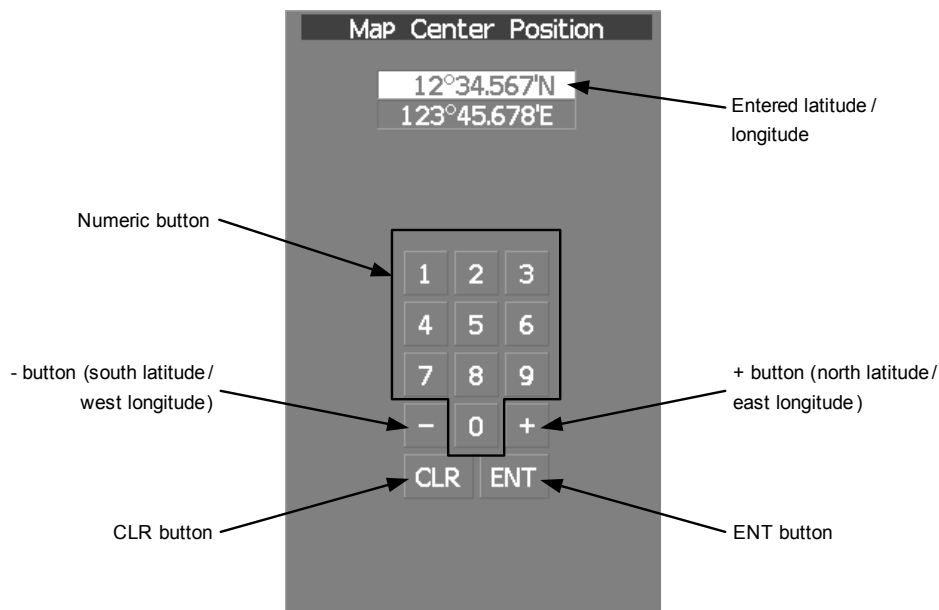 Map Center Position
12°34.567'N
123°45.678'E
Entered latitude /
longitude
Numeric button
1 2 3
4 5 6
7 8 9
- 0 +
CLR ENT
- button (south latitude /
west longitude)
+ button (north latitude /
east longitude)
CLR button
ENT button